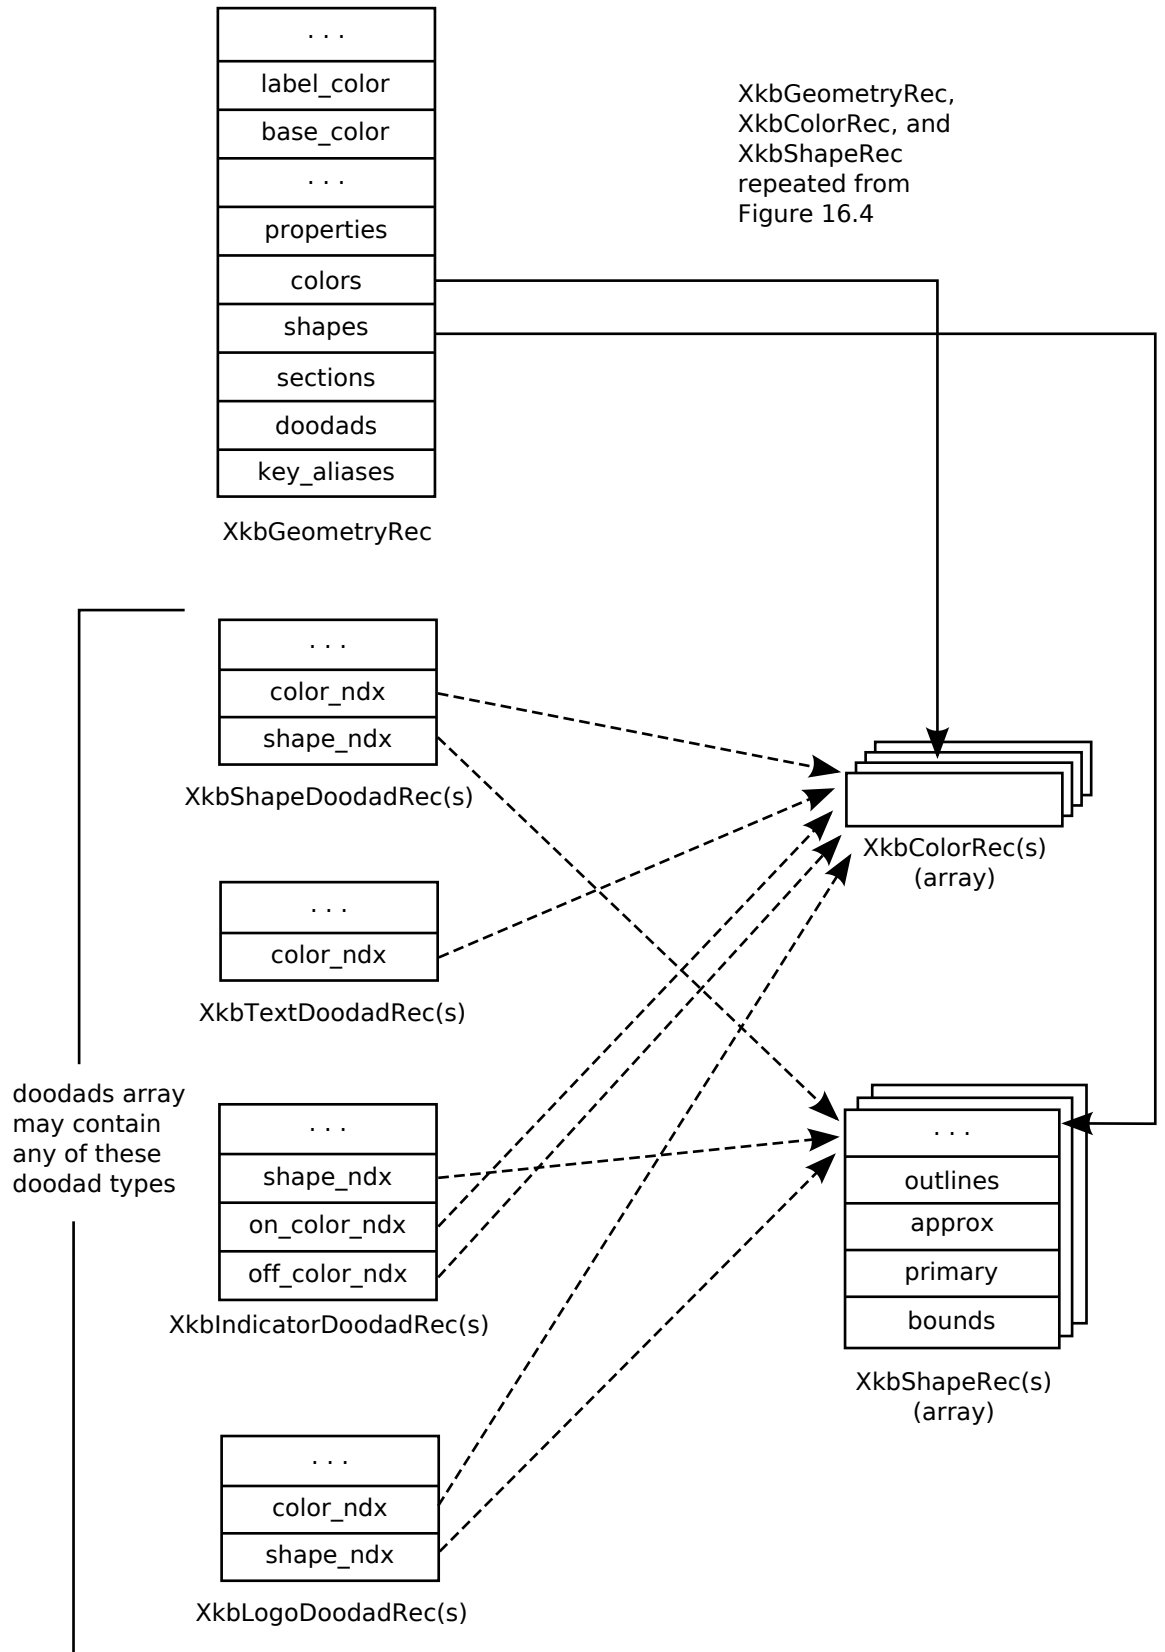 . . .
label_color
base_color
. . .
properties
colors
shapes
sections
doodads
key_aliases
XkbGeometryRec
XkbGeometryRec,
XkbColorRec, and
XkbShapeRec
repeated from
Figure 16.4
. . .
color_ndx
shape_ndx
XkbShapeDoodadRec(s)
. . .
color_ndx
XkbTextDoodadRec(s)
doodads array
may contain
any of these
doodad types
. . .
shape_ndx
on_color_ndx
off_color_ndx
XkbIndicatorDoodadRec(s)
. . .
color_ndx
shape_ndx
XkbLogoDoodadRec(s)
XkbColorRec(s)
(array)
. . .
outlines
approx
primary
bounds
XkbShapeRec(s)
(array)